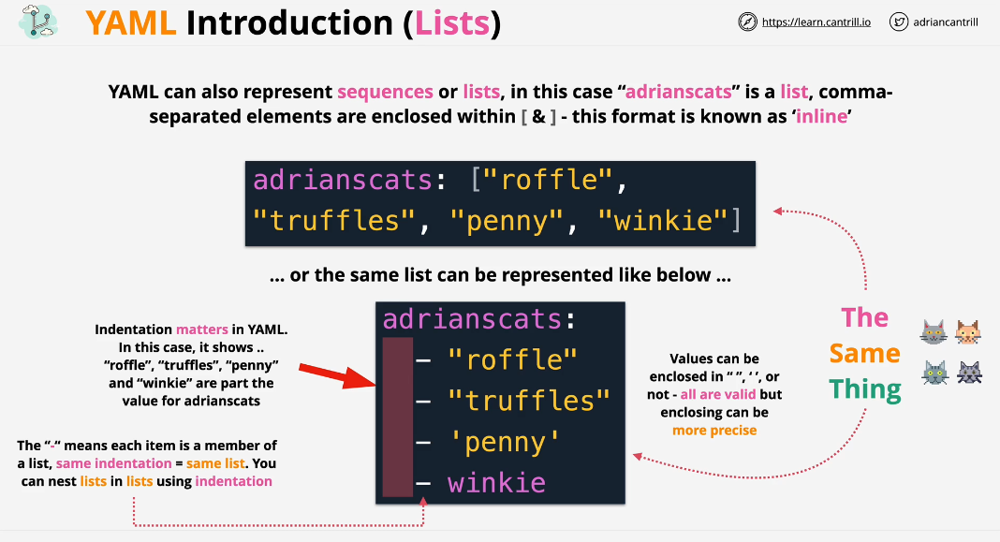 YAML Introduction (Lists)
https://learn.cantrill.io
adriancantrill
YAML can also represent sequences or lists, in this case “adrianscats” is a list, comma-
separated elements are enclosed within [ & ] - this format is known as ‘inline’
adrianscats: ["roffle",
"truffles", "penny", "winkie"]
... or the same list can be represented like below ...
Indentation matters in YAML.
In this case, it shows ..
“roffle”, “truffles”, “penny”
and “winkie” are part the
value for adrianscats
The “-“ means each item is a member of
a list, same indentation = same list. You
can nest lists in lists using indentation
adrianscats:
- "roffle"
- "truffles"
- 'penny'
- winkie
Values can be
enclosed in “ ”, ‘ ’, or
not - all are valid but
enclosing can be
more precise
The
Same
Thing